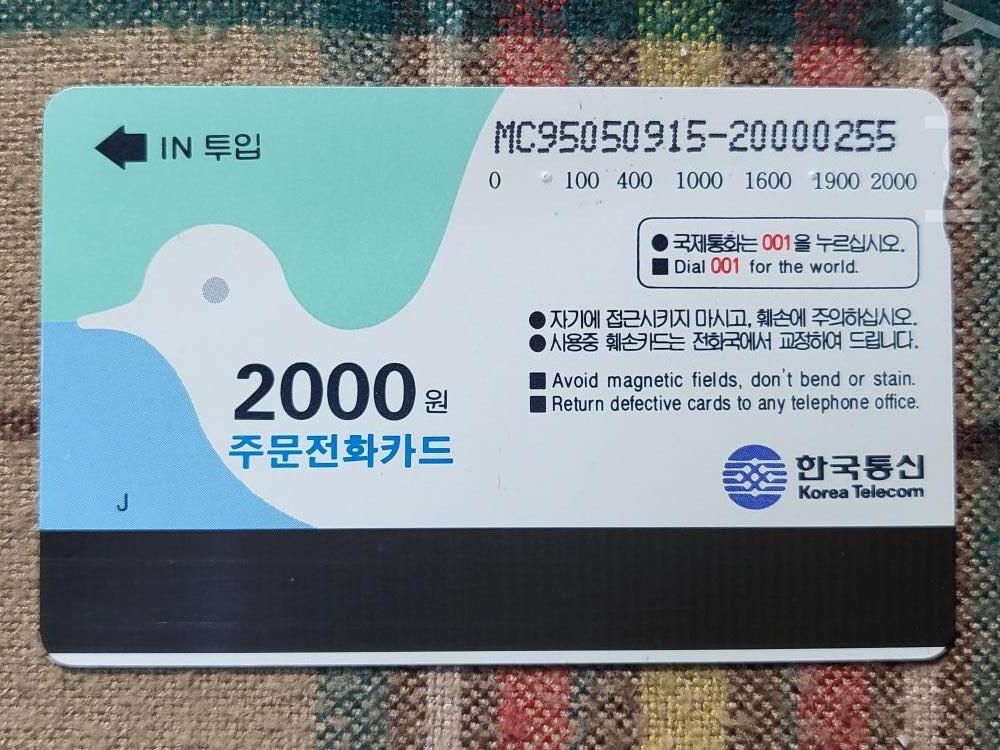 IN 투입
MC95050915-20000255
0 100 400 1000 1600 1900 2000
● 국제통화는 001을 누르십시오.
■ Dial 001 for the world.
● 자기에 접근시키지 마시고, 훼손에 주의하십시오.
● 사용중 훼손카드는 전화국에서 교정하여 드립니다.
■ Avoid magnetic fields, don't bend or stain.
■ Return defective cards to any telephone office.
2000원
주문전화카드
한국통신
Korea Telecom
J